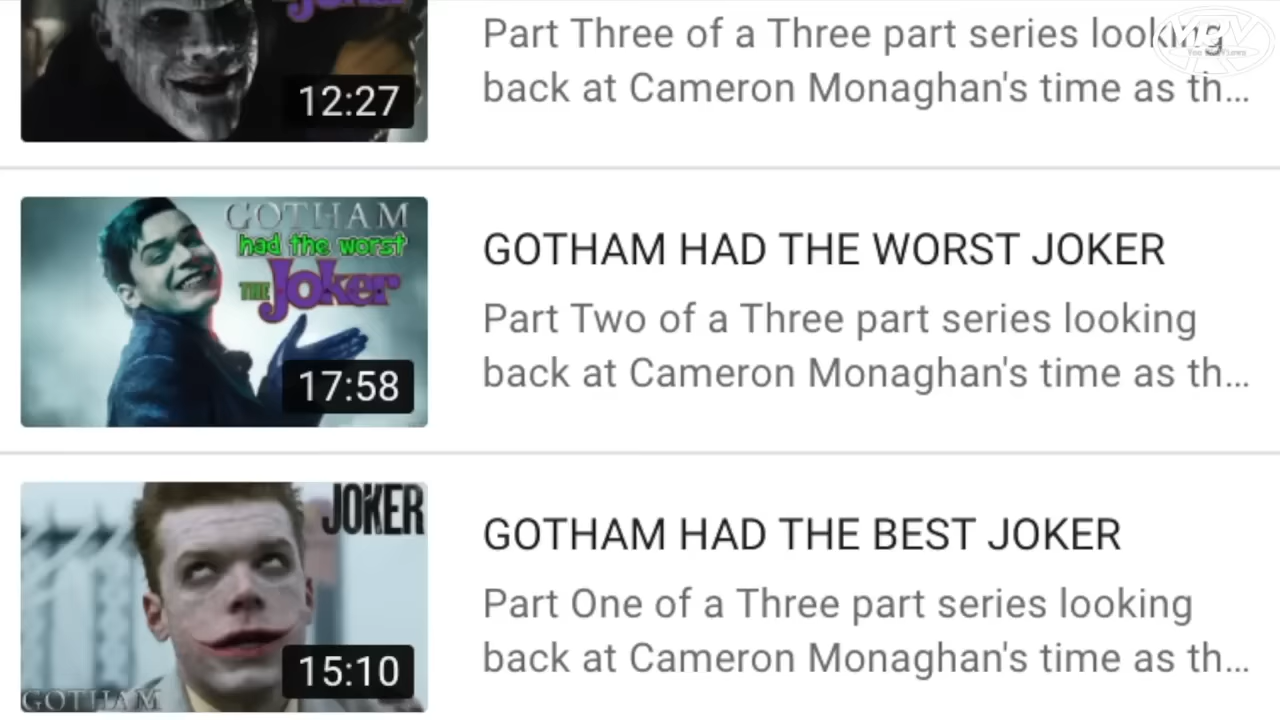 Joker
12:27
Part Three of a Three part series looking
back at Cameron Monaghan's time as th...
GOTHAM
had the worst
THE Joker
17:58
GOTHAM HAD THE WORST JOKER
Part Two of a Three part series looking
back at Cameron Monaghan's time as th...
JOKER
GOTHAM
15:10
GOTHAM HAD THE BEST JOKER
Part One of a Three part series looking
back at Cameron Monaghan's time as th...